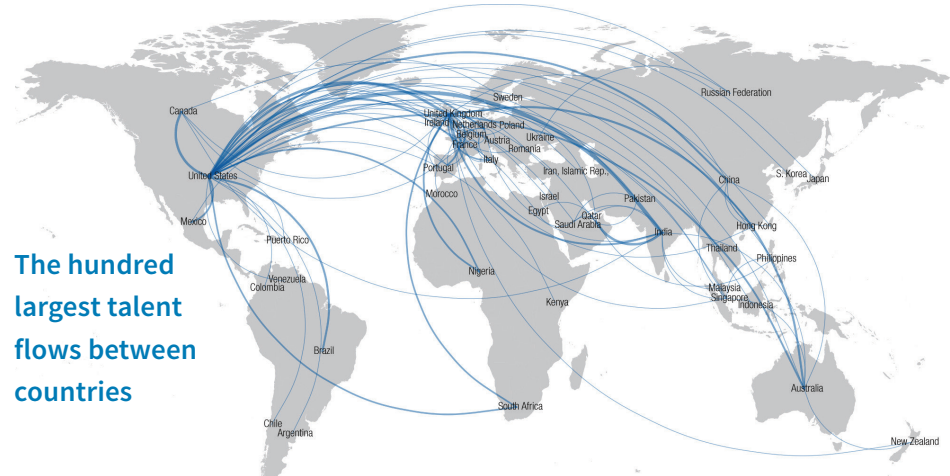 Russian Federation
Sweden
Canada
United Kingdom
Ireland
Netherlands Poland
Belgium
Ukraine
France
Austria
Romania
Italy
Portugal
Iran, Islamic Rep.,
S. Korea
Japan
China
United States
Morocco
Israel
Pakistan
Egypt
Qatar
Saudi Arabia
Mexico
Hong Kong
India
Puerto Rico
Thailand
Philippines
The hundred
largest talent
flows between
countries
Nigeria
Venezuela
Colombia
Malaysia
Singapore
Indonesia
Kenya
Brazil
Australia
South Africa
Chile
Argentina
New Zealand